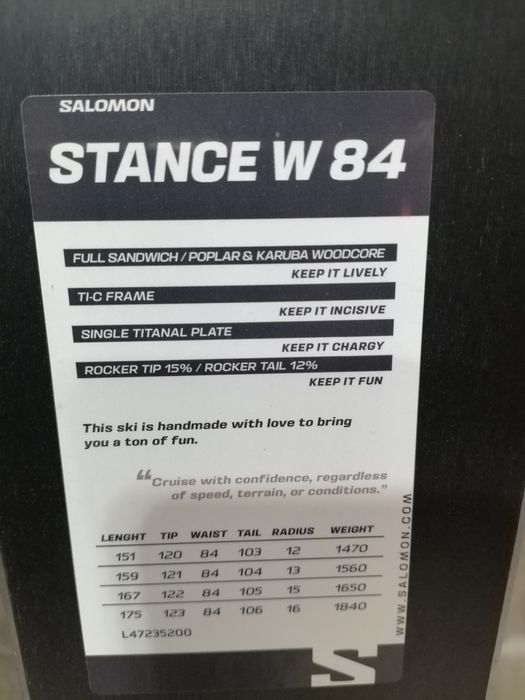 SALOMON
STANCE W 84
FULL SANDWICH / POPLAR & KARUBA WOODCORE
KEEP IT LIVELY
TI-C FRAME
KEEP IT INCISIVE
SINGLE TITANAL PLATE
KEEP IT CHARGY
ROCKER TIP 15% / ROCKER TAIL 12%
KEEP IT FUN
This ski is handmade with love to bring
you a ton of fun.
“Cruise with confidence, regardless
of speed, terrain, or conditions.”
LENGHT TIP WAIST TAIL RADIUS WEIGHT
151 120 84 103 12 1470
159 121 84 104 13 1560
167 122 84 105 15 1650
175 123 84 106 16 1840
L47235200
WWW.SALOMON.COM
S